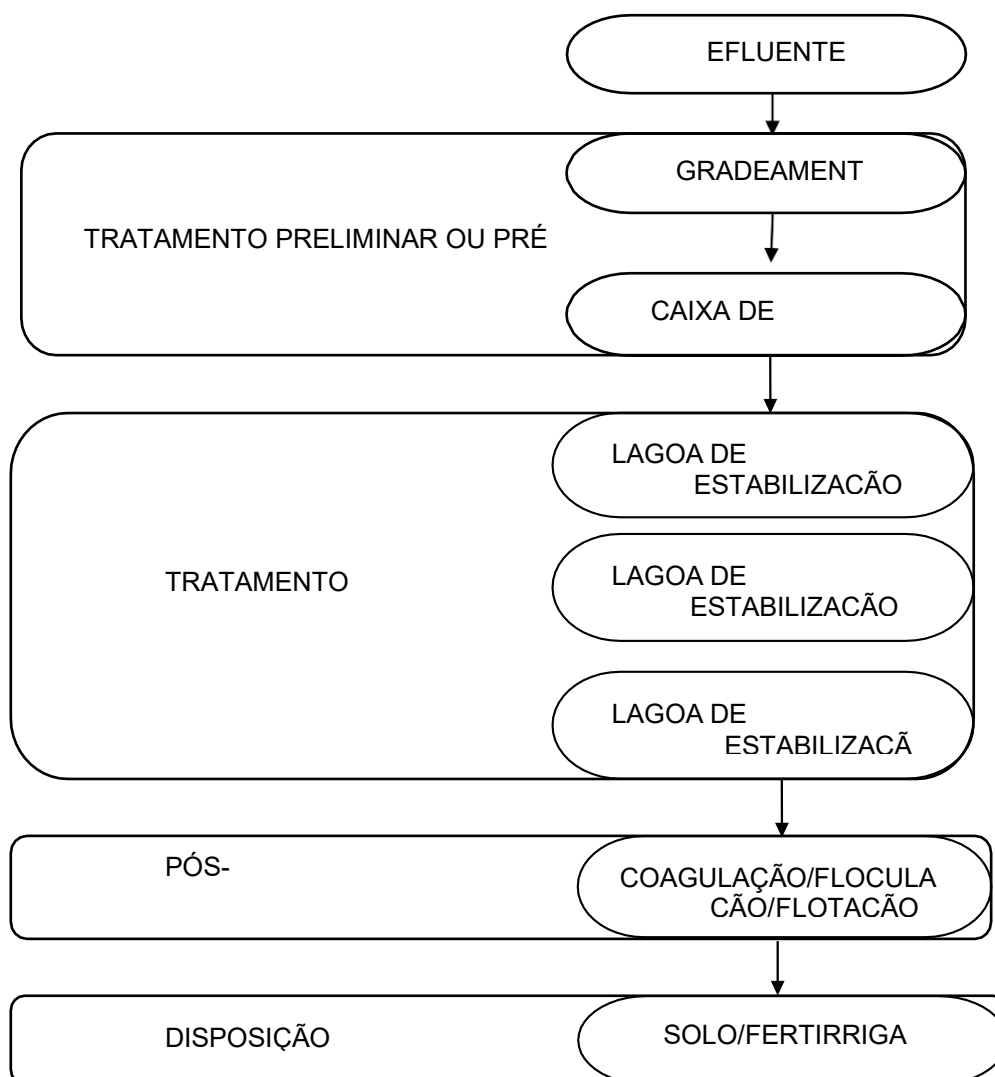 EFLUENTE
GRADEAMENT
TRATAMENTO PRELIMINAR OU PRÉ
CAIXA DE
LAGOA DE
ESTABILIZACÃO
TRATAMENTO
LAGOA DE
ESTABILIZACÃO
LAGOA DE
ESTABILIZACÃ
PÓS-
COAGULAÇÃO/FLOCULA
CÃO/FLOTACÃO
DISPOSIÇÃO
SOLO/FERTIRRIGA